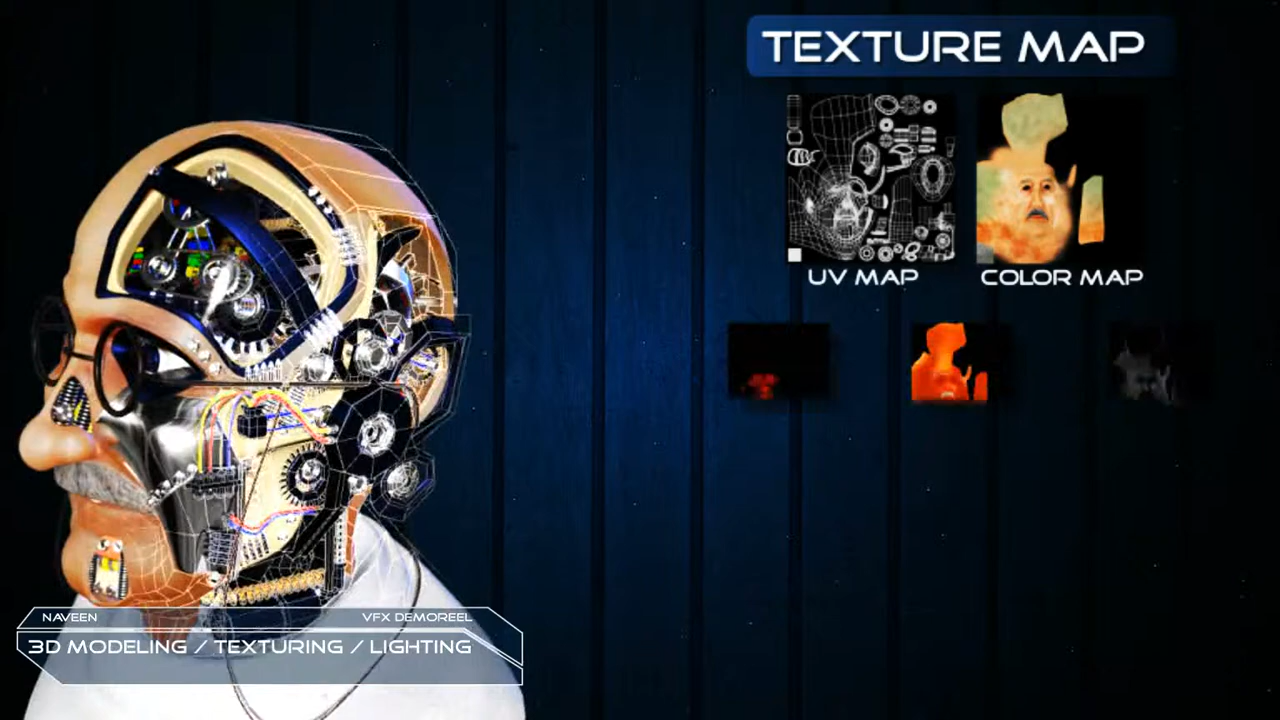 TEXTURE MAP
UV MAP
COLOR MAP
NAVEEN
VFX DEMOREEL
3D MODELING / TEXTURING / LIGHTING